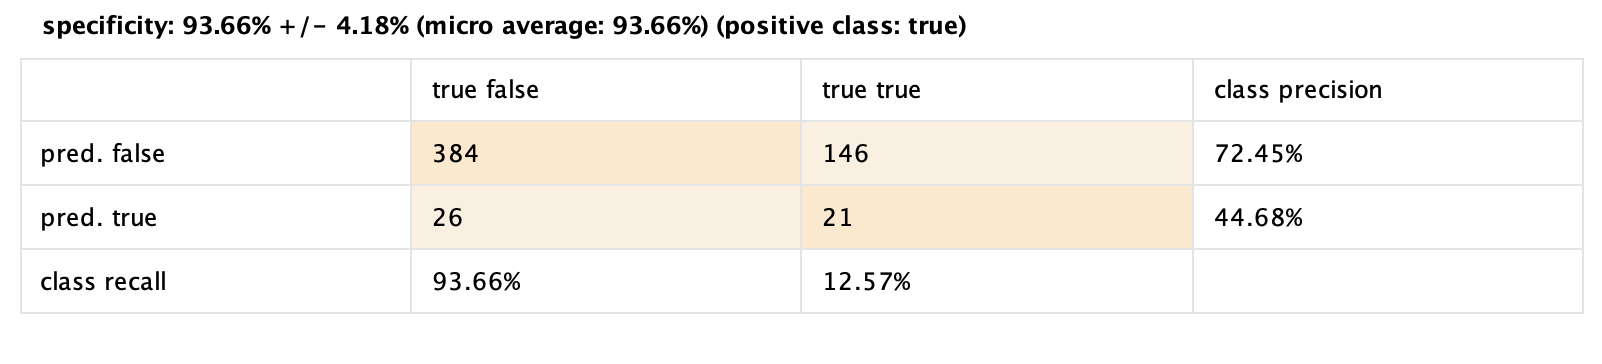 specificity: 93.66% +/- 4.18% (micro average: 93.66%) (positive class: true)
true false true true class precision
pred. false 384 146 72.45%
pred. true 26 21 44.68%
class recall 93.66% 12.57%